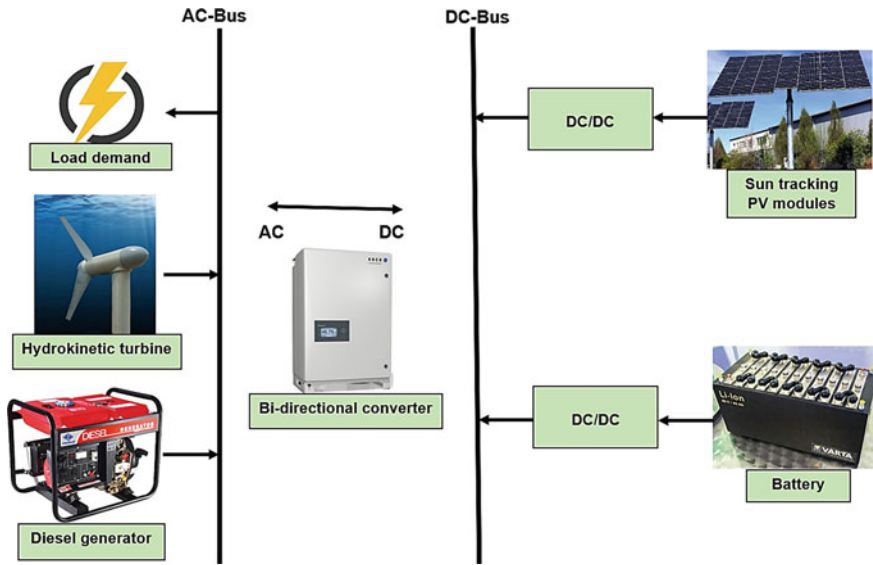 AC-Bus
DC-Bus
Load demand
DC/DC
Sun tracking
PV modules
AC
DC
Hydrokinetic turbine
Bi-directional converter
DIESEL
GENERATOR
Diesel generator
DC/DC
Li-Ion
VARTA
Battery